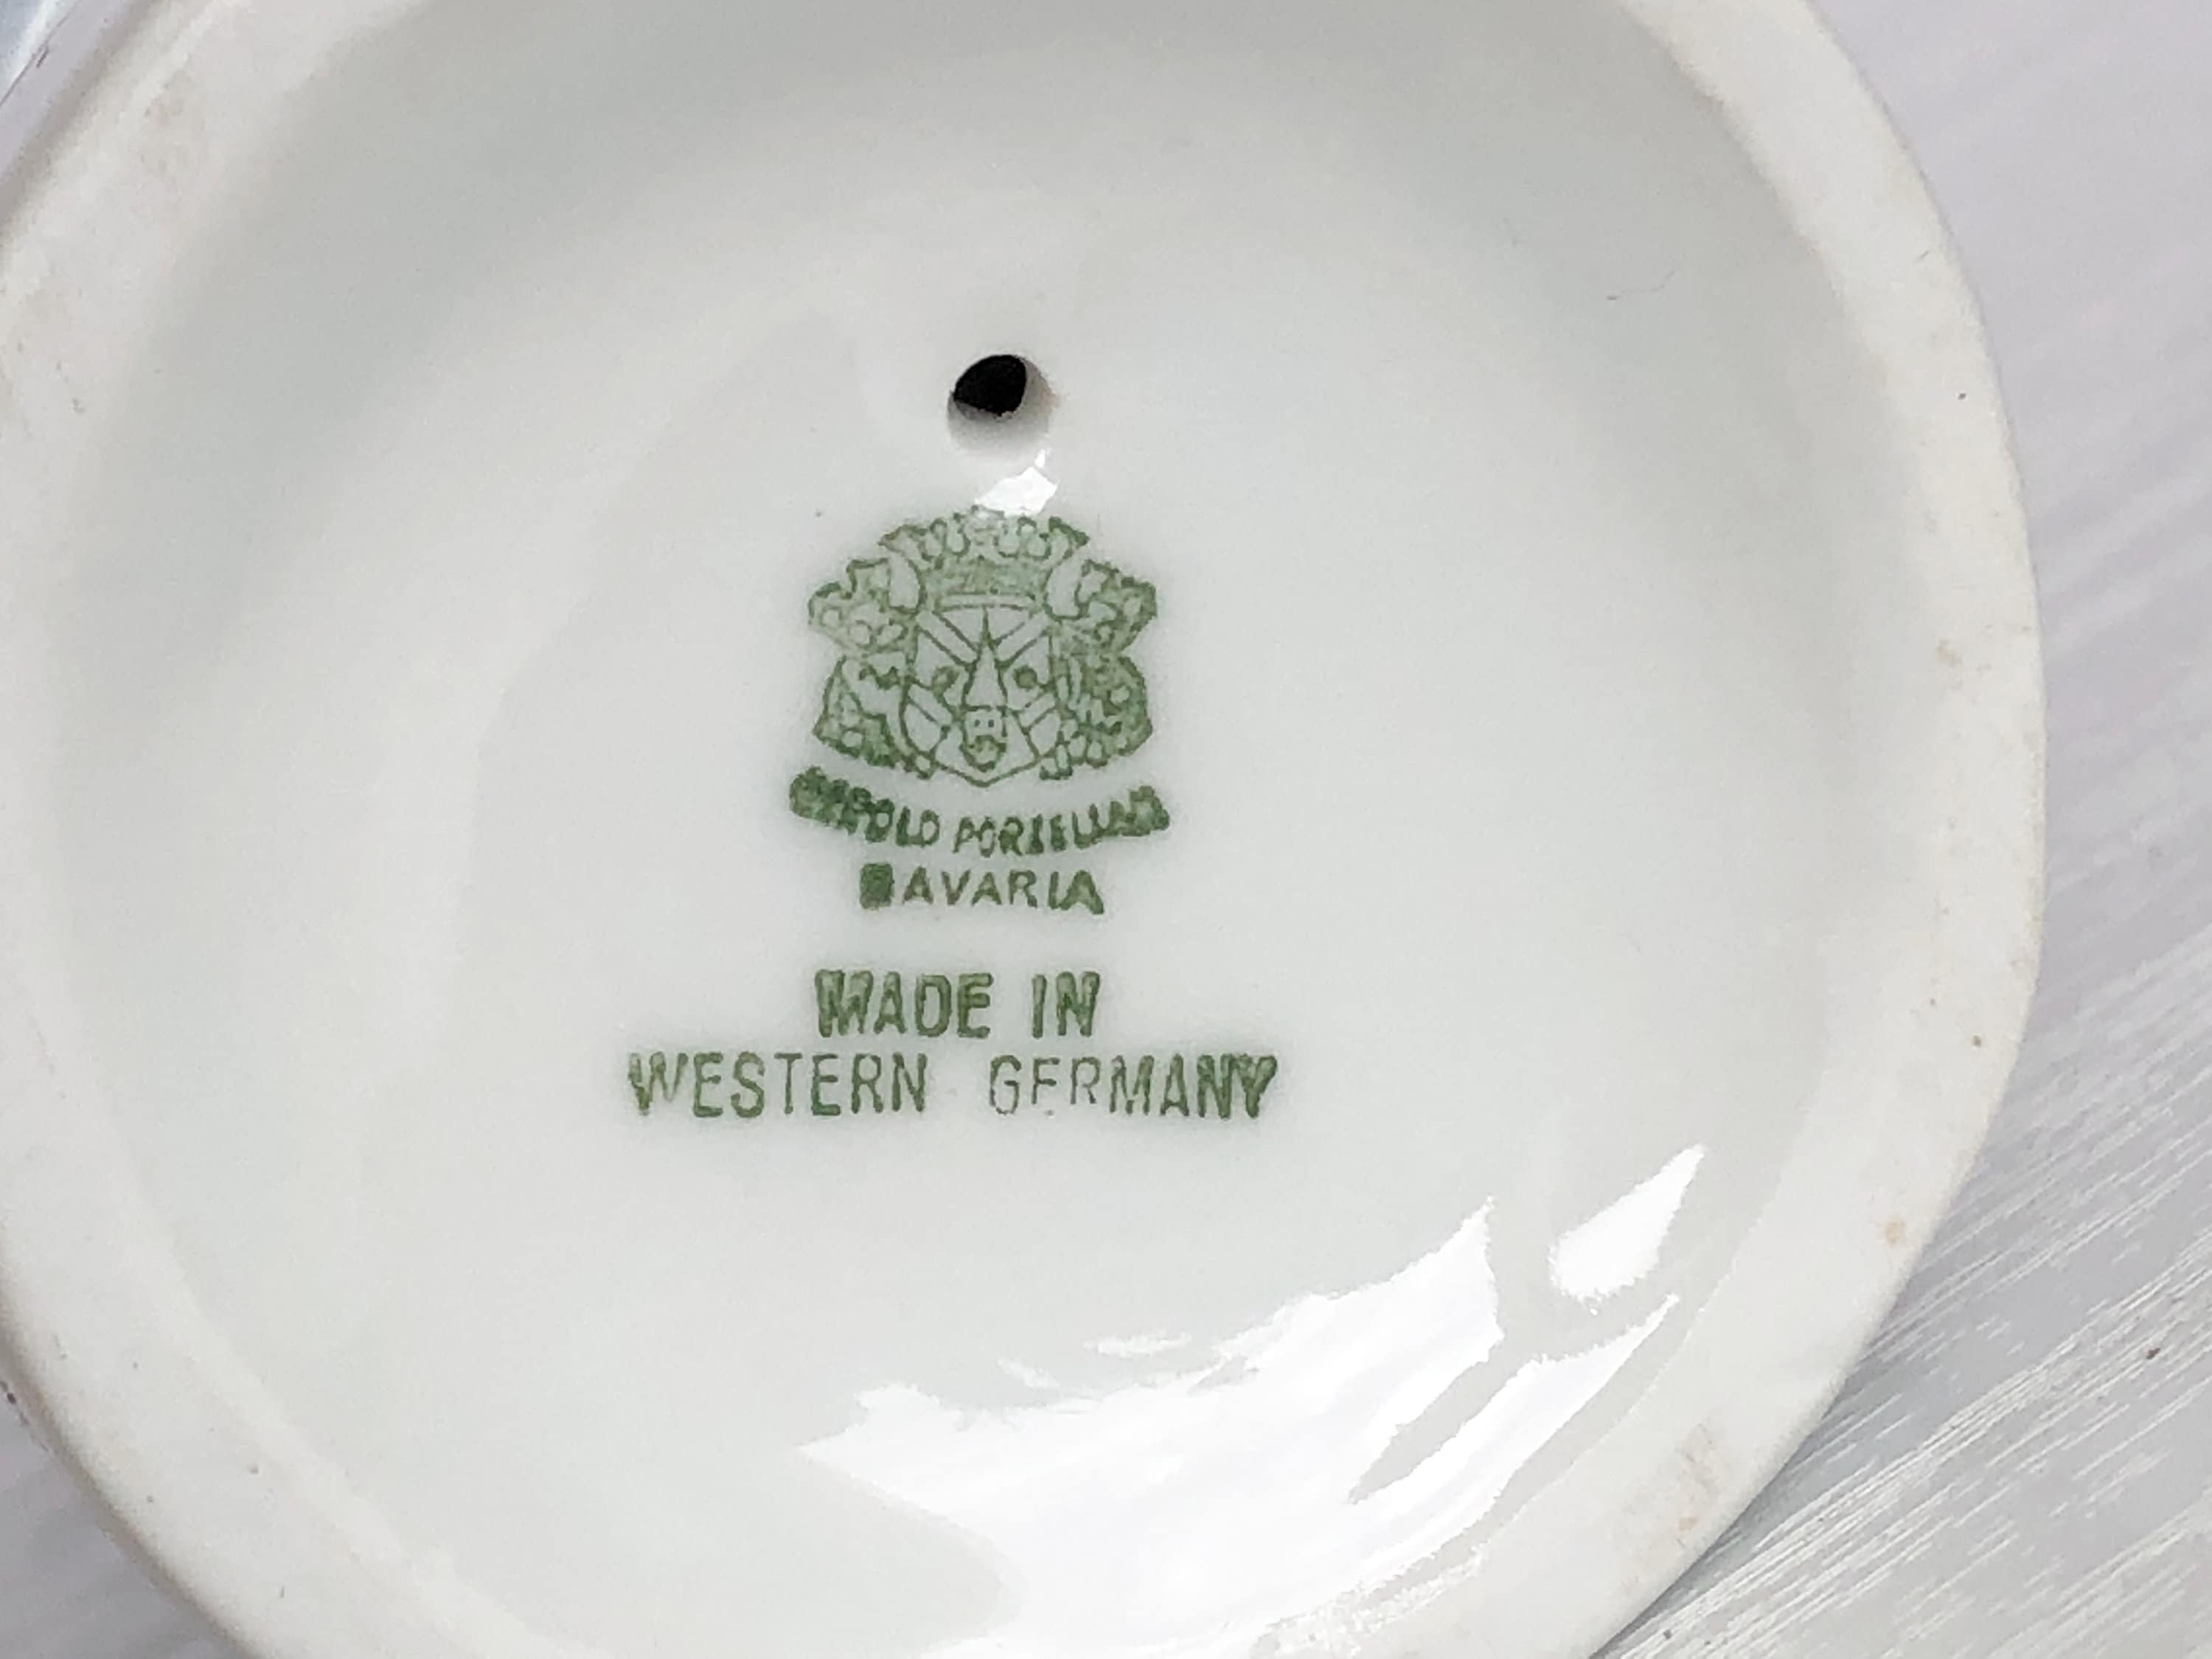 PORZELLAN
BAVARIA
MADE IN
WESTERN GERMANY